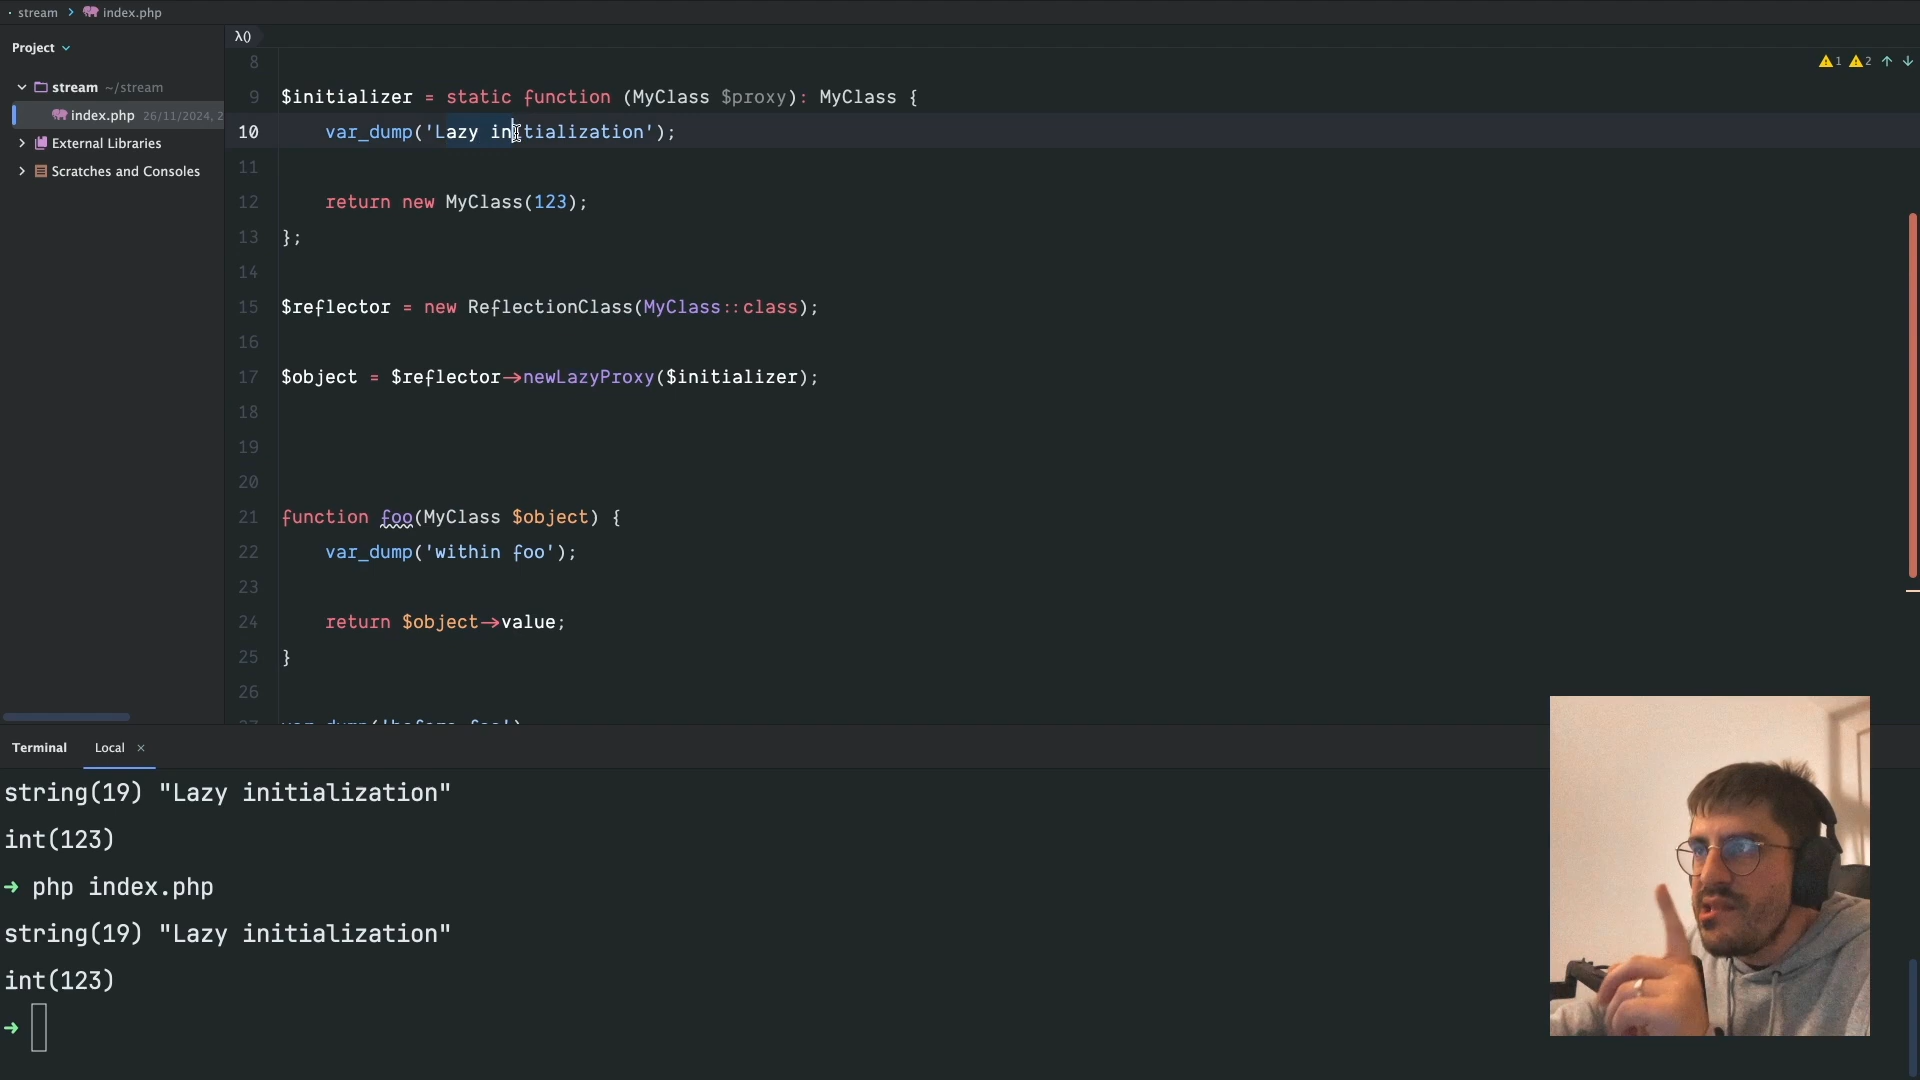 stream > index.php
Project
stream ~/stream
index.php 26/11/2024, 2
External Libraries
Scratches and Consoles
λ()
1 2
8
9 $initializer = static function (MyClass $proxy): MyClass {
10 var_dump('Lazy initialization');
11
12 return new MyClass(123);
13 };
14
15 $reflector = new ReflectionClass(MyClass::class);
16
17 $object = $reflector->newLazyProxy($initializer);
18
19
20
21 function foo(MyClass $object) {
22 var_dump('within foo');
23
24 return $object->value;
25 }
26
Terminal Local ×
string(19) "Lazy initialization"
int(123)
➜ php index.php
string(19) "Lazy initialization"
int(123)
➜